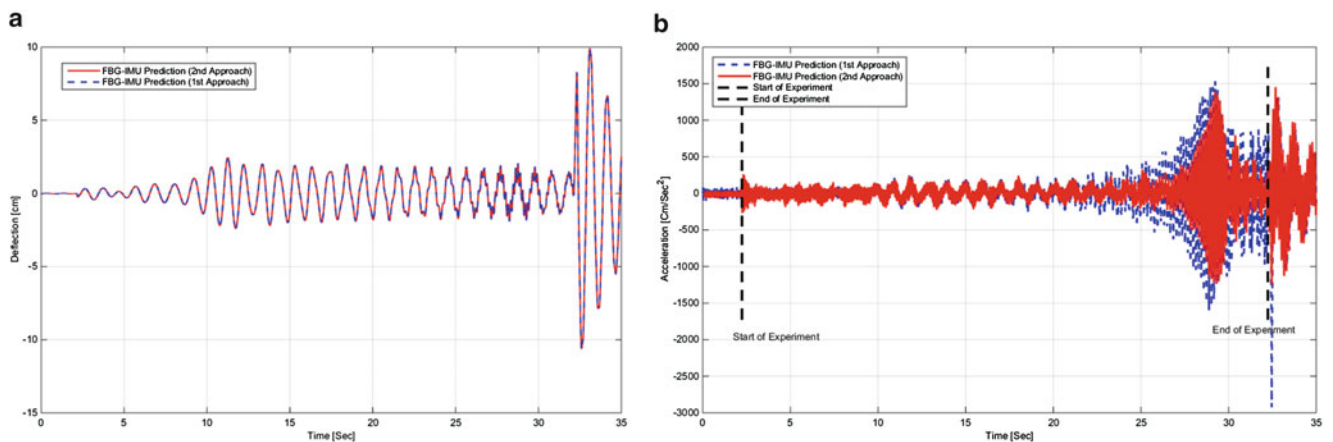 a
FBG-IMU Prediction (2nd Approach)
FBG-IMU Prediction (1st Approach)
10
5
0
-5
-10
-15
Deflection [cm]
0 5 10 15 20 25 30 35
Time [Sec]
b
FBG-IMU Prediction (1st Approach)
FBG-IMU Prediction (2nd Approach)
Start of Experiment
End of Experiment
2000
1500
1000
500
0
-500
-1000
-1500
-2000
-2500
-3000
Acceleration [Cm/Sec²]
Start of Experiment
End of Experiment
0 5 10 15 20 25 30 35
Time [Sec]